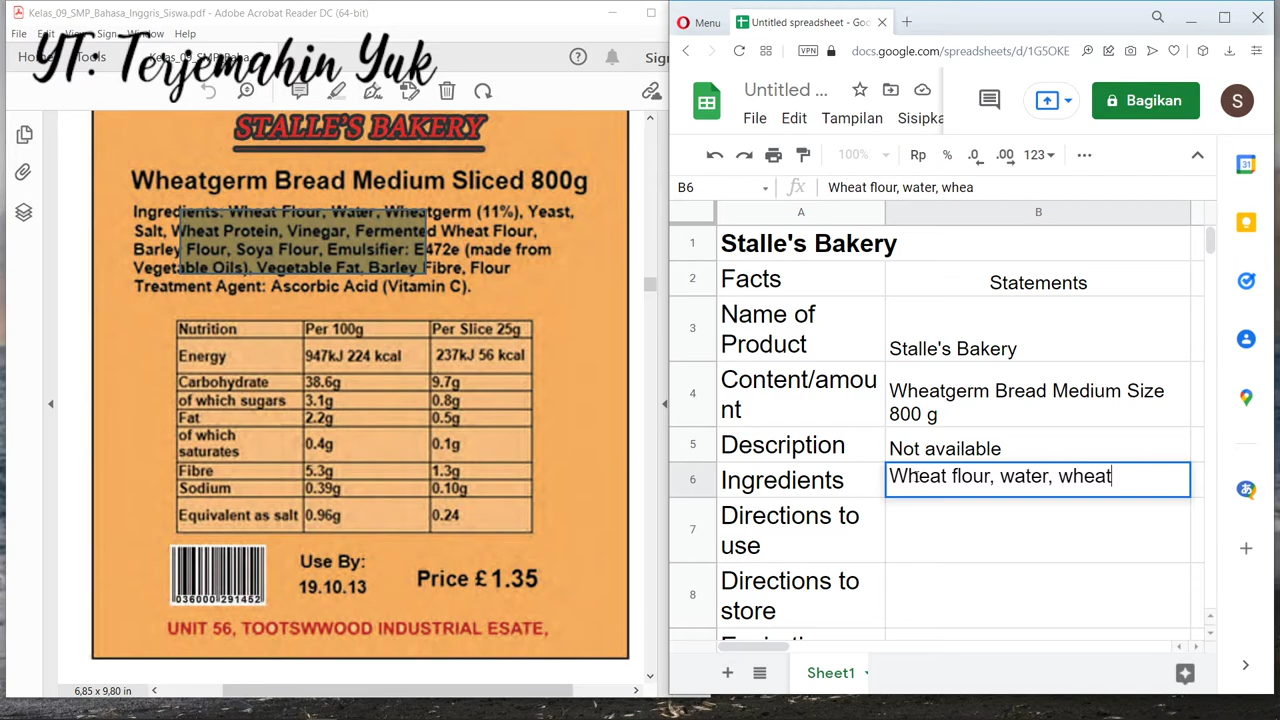 Kelas_09_SMP_Bahasa_Inggris_Siswa.pdf - Adobe Acrobat Reader DC (64-bit)
File Edit View Sign Window Help
Home Tools Kelas_09_SMP_Baha... Sign
YT: Terjemahin Yuk
STALLE'S BAKERY
Wheatgerm Bread Medium Sliced 800g
Ingredients: Wheat Flour, Water, Wheatgerm (11%), Yeast,
Salt, Wheat Protein, Vinegar, Fermented Wheat Flour,
Barley Flour, Soya Flour, Emulsifier: E472e (made from
Vegetable Oils), Vegetable Fat, Barley Fibre, Flour
Treatment Agent: Ascorbic Acid (Vitamin C).
Nutrition Per 100g Per Slice 25g
Energy 947kJ 224 kcal 237kJ 56 kcal
Carbohydrate 38.6g 9.7g
of which sugars 3.1g 0.8g
Fat 2.2g 0.5g
of which
saturates 0.4g 0.1g
Fibre 5.3g 1.3g
Sodium 0.39g 0.10g
Equivalent as salt 0.96g 0.24
036000 291452
Use By:
19.10.13
Price £1.35
UNIT 56, TOOTSWWOOD INDUSTRIAL ESATE,
6,85 x 9,80 in
Menu Untitled spreadsheet - Goo
VPN docs.google.com/spreadsheets/d/1G5OKE
Untitled ...
Bagikan S
File Edit Tampilan Sisipka
100% Rp % .0 .00 123
B6 fx Wheat flour, water, whea
A B
1 Stalle's Bakery
2 Facts Statements
3 Name of
Product Stalle's Bakery
4 Content/amou
nt Wheatgerm Bread Medium Size
800 g
5 Description Not available
6 Ingredients Wheat flour, water, wheat
7 Directions to
use
8 Directions to
store
Sheet1
31